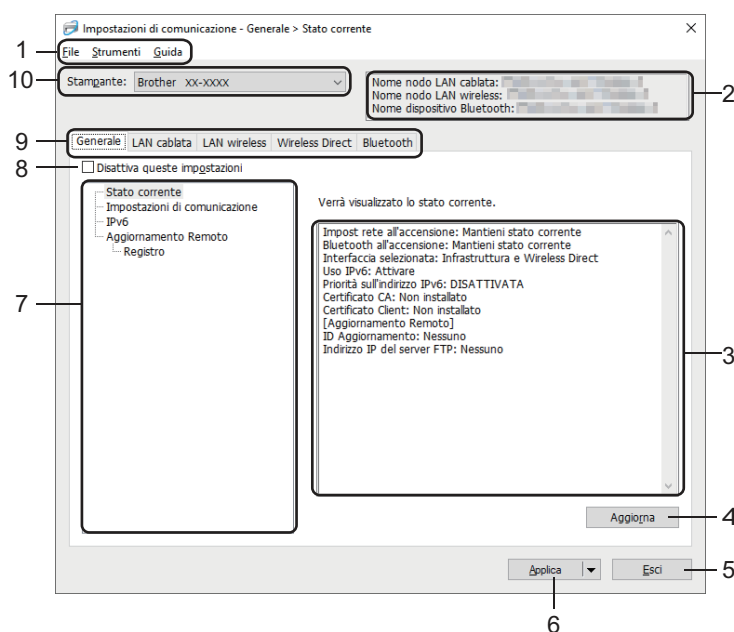 Impostazioni di comunicazione - Generale > Stato corrente
1
File Strumenti Guida
10
Stampante: Brother XX-XXXX
Nome nodo LAN cablata:
Nome nodo LAN wireless:
Nome dispositivo Bluetooth:
2
9
Generale LAN cablata LAN wireless Wireless Direct Bluetooth
8
Disattiva queste impostazioni
Stato corrente
Impostazioni di comunicazione
IPv6
Aggiornamento Remoto
Registro
7
Verrà visualizzato lo stato corrente.
Impost rete all'accensione: Mantieni stato corrente
Bluetooth all'accensione: Mantieni stato corrente
Interfaccia selezionata: Infrastruttura e Wireless Direct
Uso IPv6: Attivare
Priorità sull'indirizzo IPv6: DISATTIVATA
Certificato CA: Non installato
Certificato Client: Non installato
[Aggiornamento Remoto]
ID Aggiornamento: Nessuno
Indirizzo IP del server FTP: Nessuno
3
Aggiorna
4
Applica
Esci
5
6